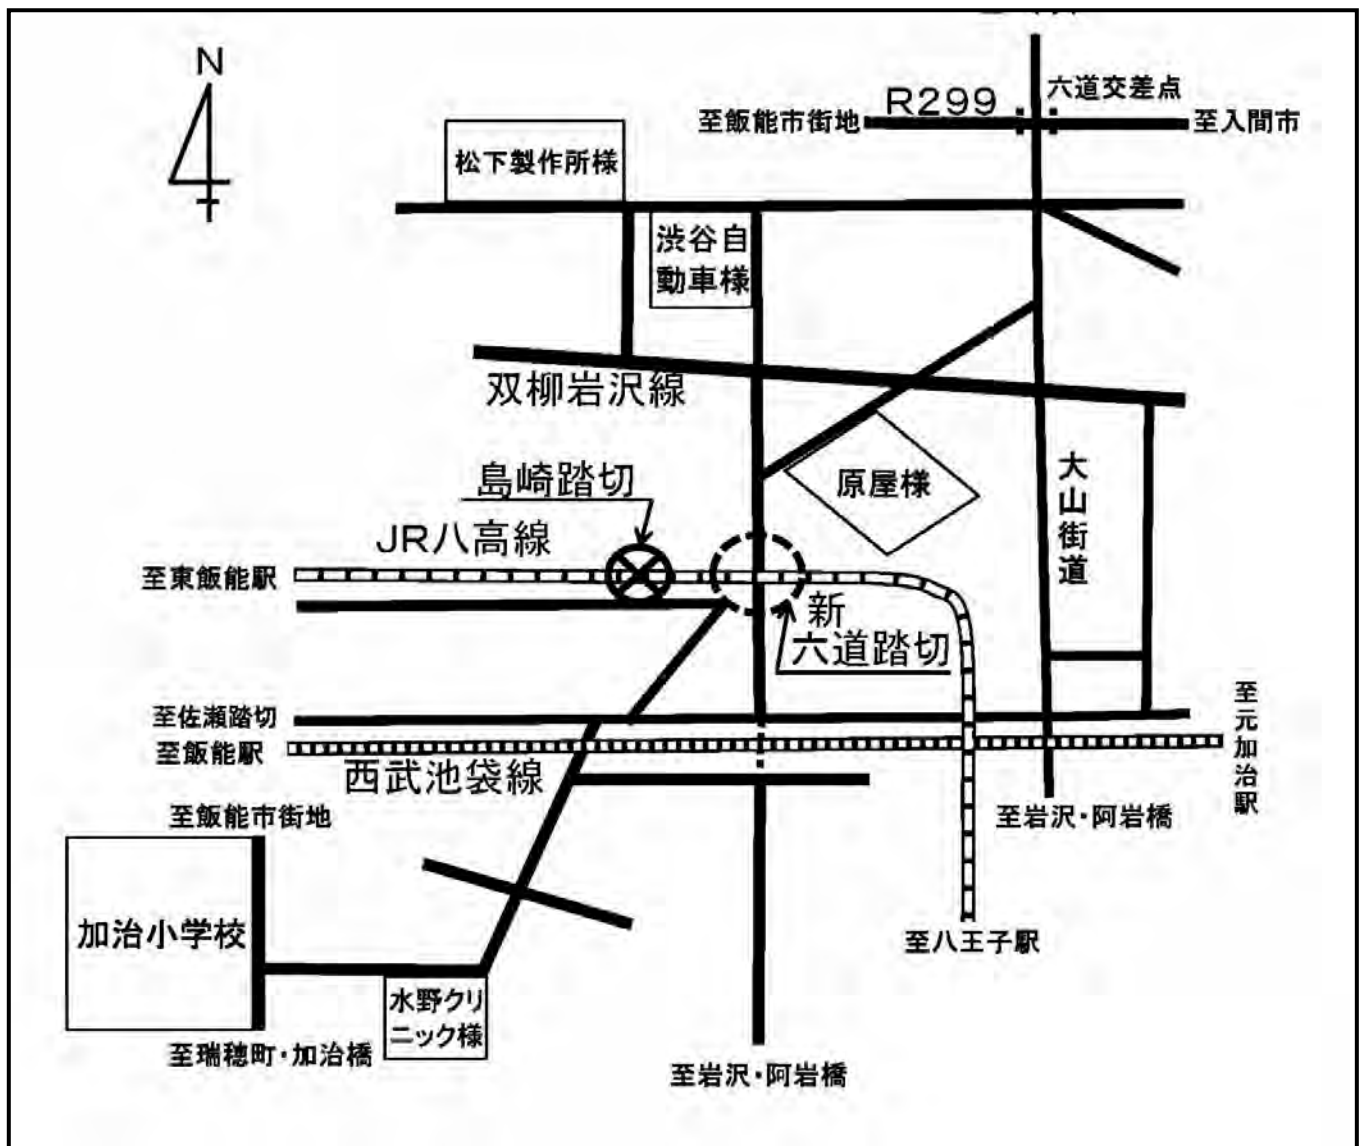 N
六道交差点
R299
至飯能市街地
至入間市
松下製作所様
渋谷自
動車様
双柳岩沢線
島崎踏切
原屋様
大山街道
JR八高線
至東飯能駅
新
六道踏切
至佐瀬踏切
至飯能駅
至元加治駅
西武池袋線
至飯能市街地
至岩沢・阿岩橋
加治小学校
至八王子駅
水野クリ
ニック様
至瑞穂町・加治橋
至岩沢・阿岩橋